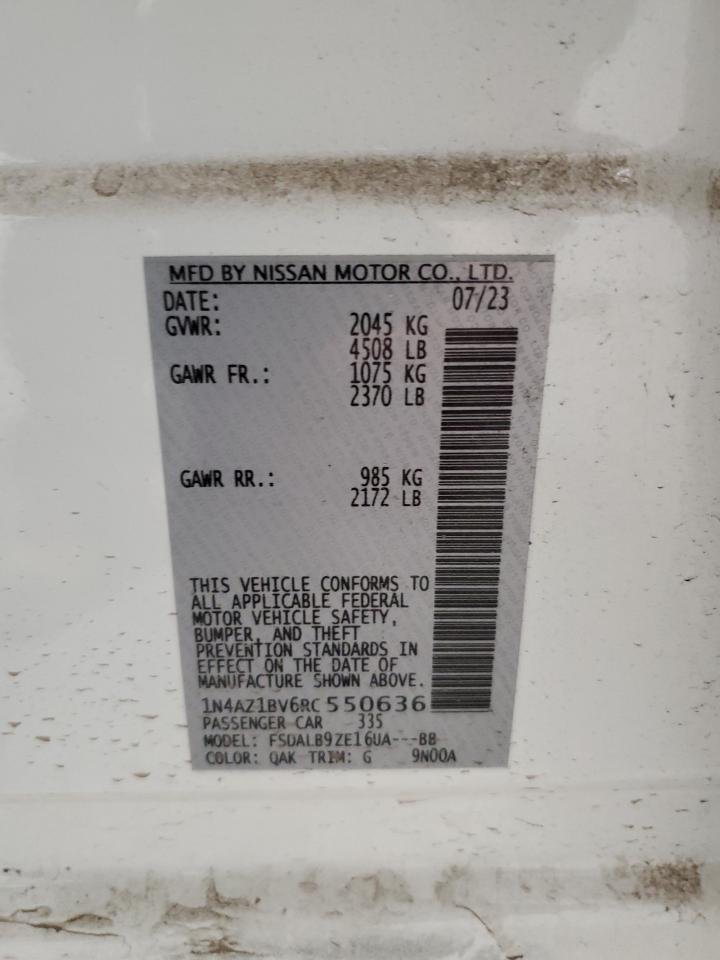 MFD BY NISSAN MOTOR CO., LTD.
DATE: 07/23
GVWR: 2045 KG
4508 LB
GAWR FR.: 1075 KG
2370 LB
GAWR RR.: 985 KG
2172 LB
THIS VEHICLE CONFORMS TO
ALL APPLICABLE FEDERAL
MOTOR VEHICLE SAFETY,
BUMPER, AND THEFT
PREVENTION STANDARDS IN
EFFECT ON THE DATE OF
MANUFACTURE SHOWN ABOVE.
1N4AZ1BV6RC550636
PASSENGER CAR 335
MODEL: FSDALB9ZE16UA---BB
COLOR: QAK TRIM: G 9N00A